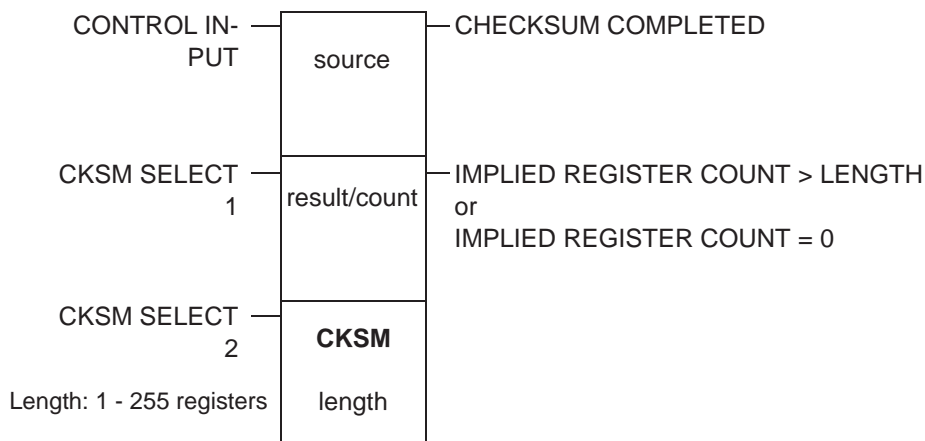 CONTROL IN-
PUT
source
CHECKSUM COMPLETED
CKSM SELECT
1
result/count
IMPLIED REGISTER COUNT > LENGTH
or
IMPLIED REGISTER COUNT = 0
CKSM SELECT
2
CKSM
Length: 1 - 255 registers
length